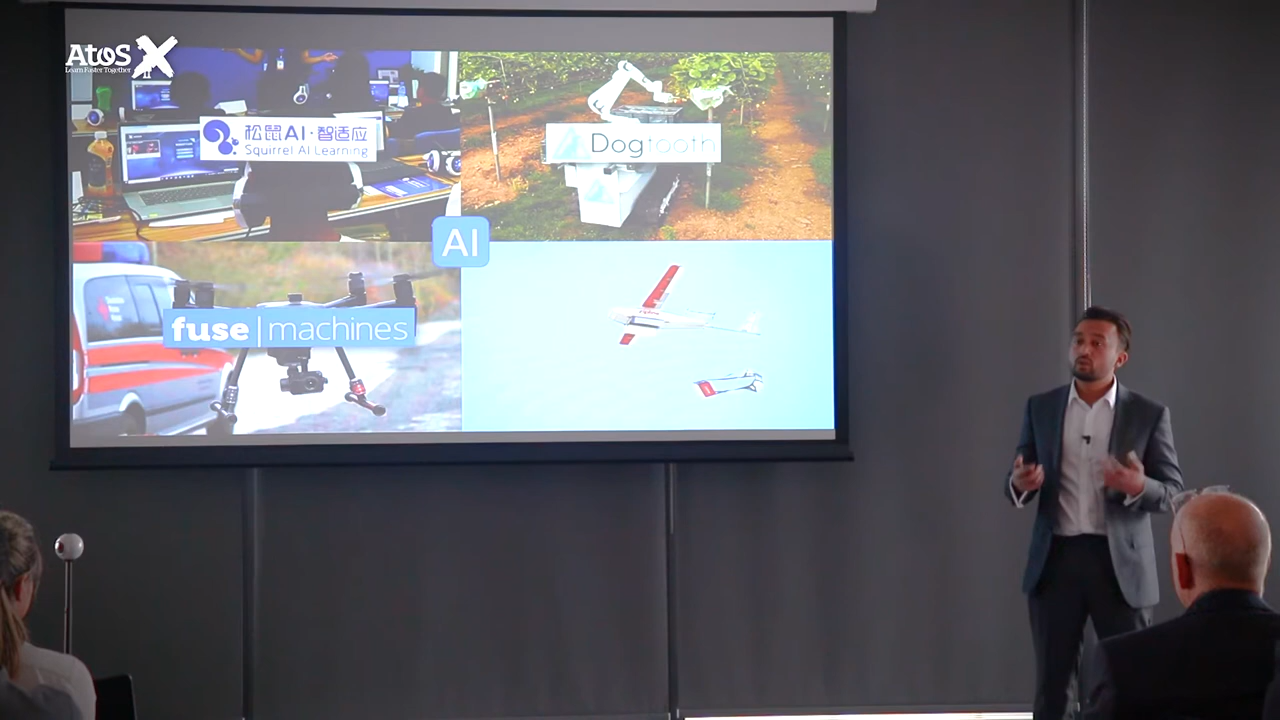 Atos
Learn Faster Together
松鼠AI·智适应
Squirrel AI Learning
Dogtooth
AI
fuse|machines